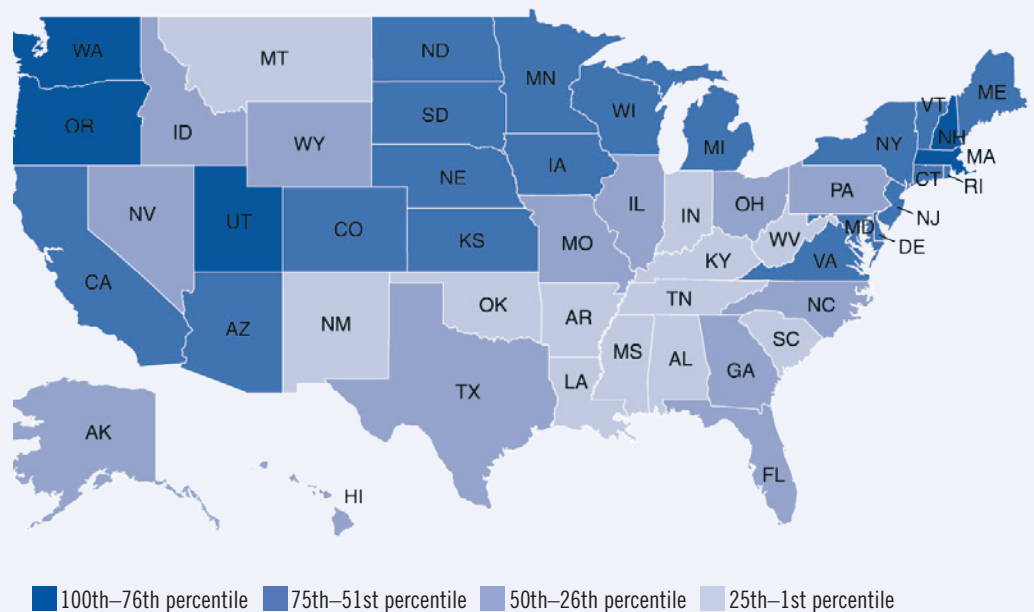 WA
MT
ND
MN
ME
VT
OR
ID
SD
WI
NH
WY
MI
NY
MA
CT
RI
IA
NE
PA
NV
UT
CO
IL
IN
OH
NJ
KS
MO
WV
MD
DE
CA
KY
VA
OK
TN
NC
AZ
NM
AR
SC
MS
AL
GA
LA
TX
AK
FL
HI
100th–76th percentile
75th–51st percentile
50th–26th percentile
25th–1st percentile